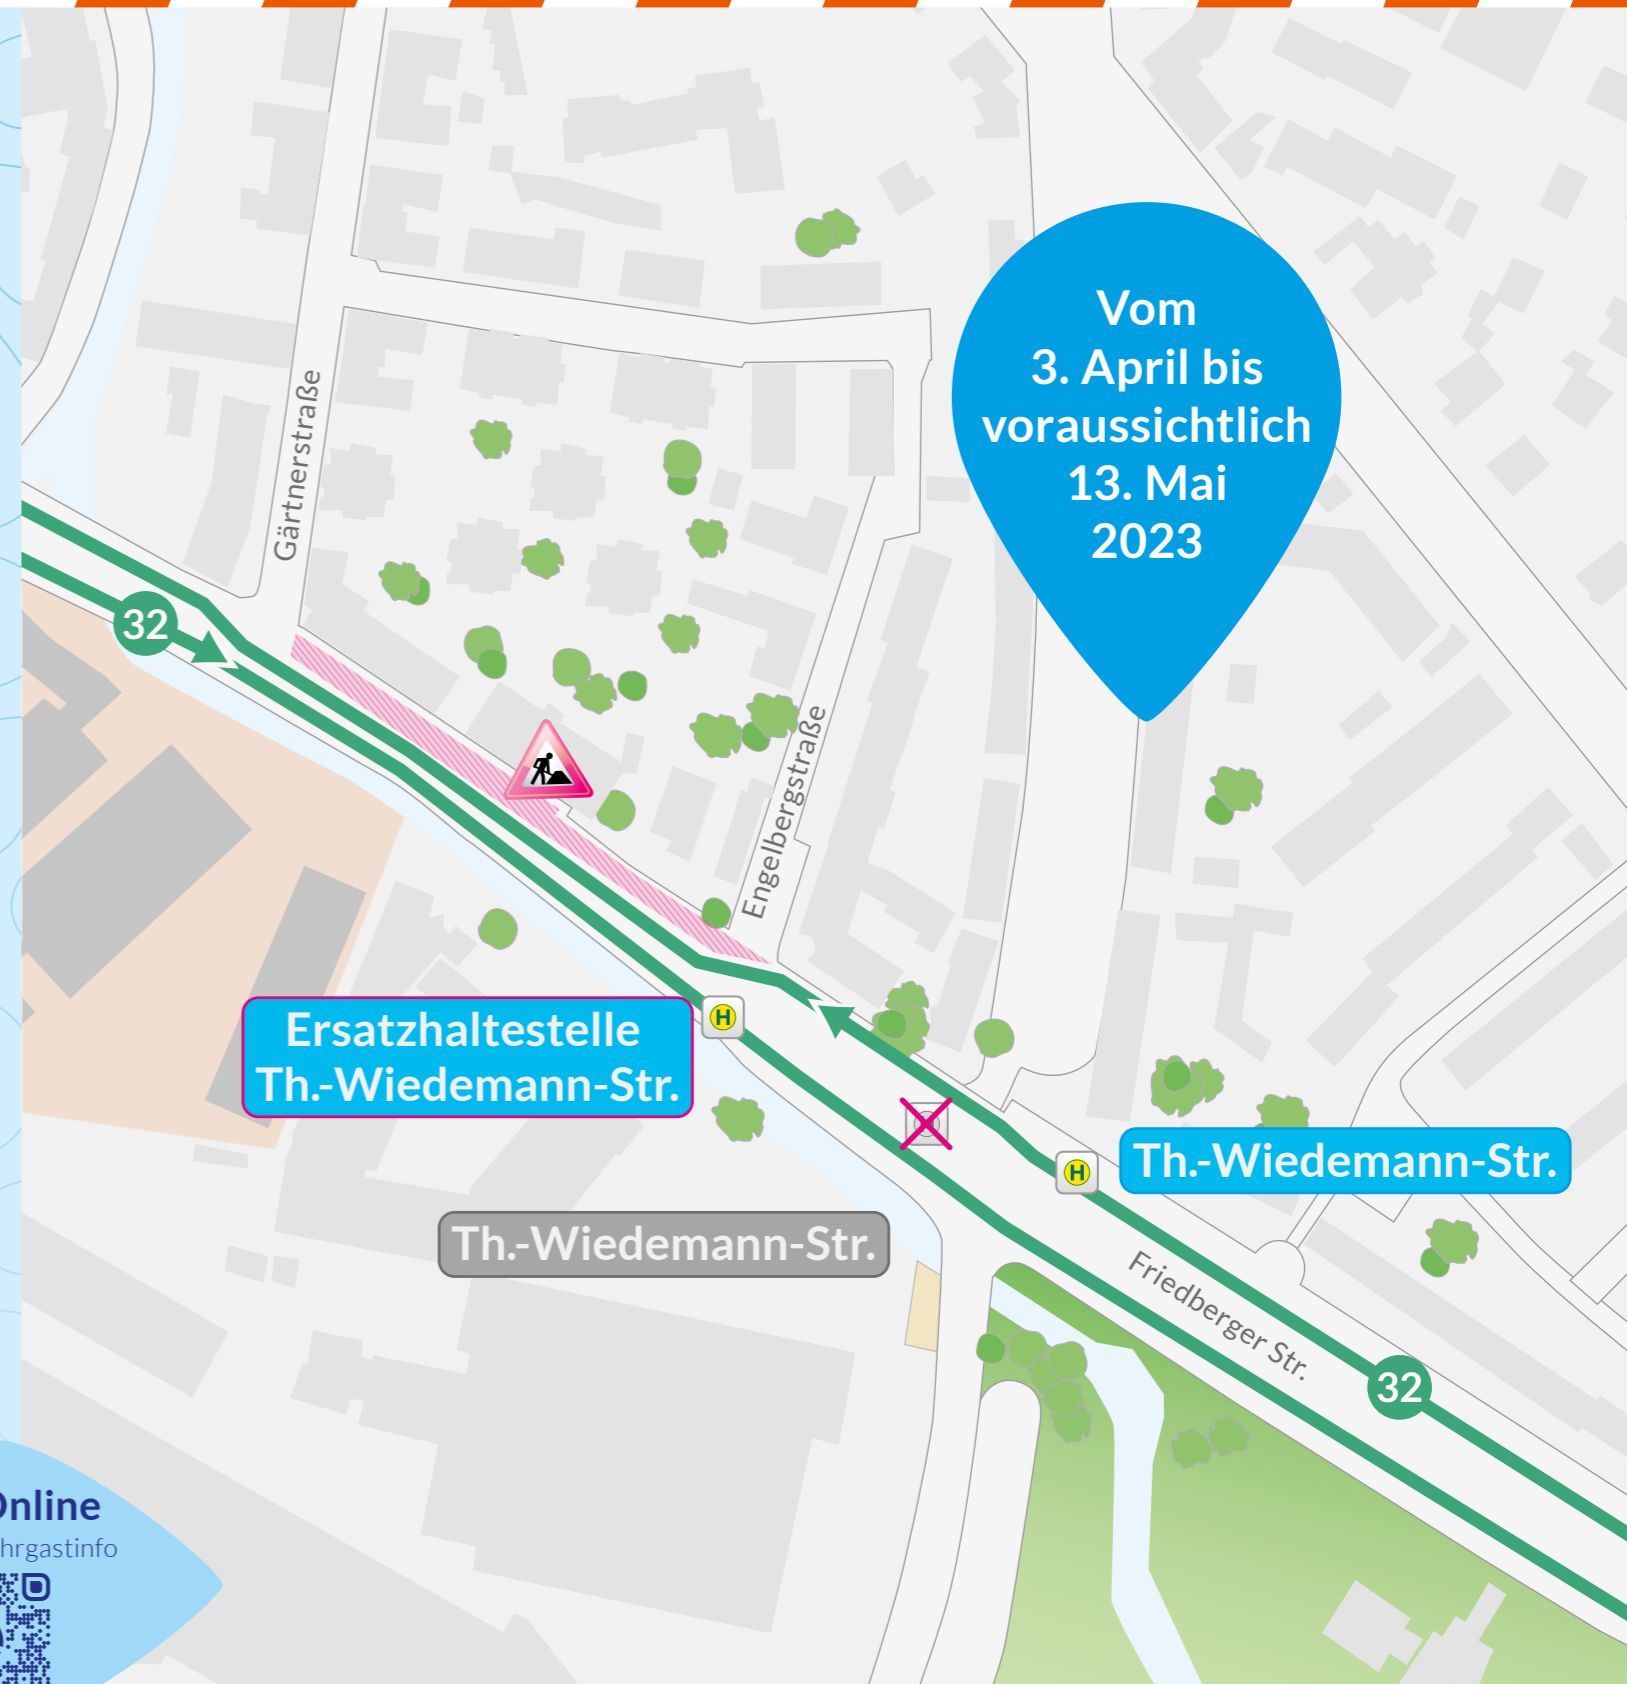 Vom
3. April bis
voraussichtlich
13. Mai
2023
Gärtnerstraße
32
Engelbergstraße
H
Ersatzhaltestelle
Th.-Wiedemann-Str.
H
Th.-Wiedemann-Str.
Th.-Wiedemann-Str.
Friedberger Str.
32
Online
hrgastinfo